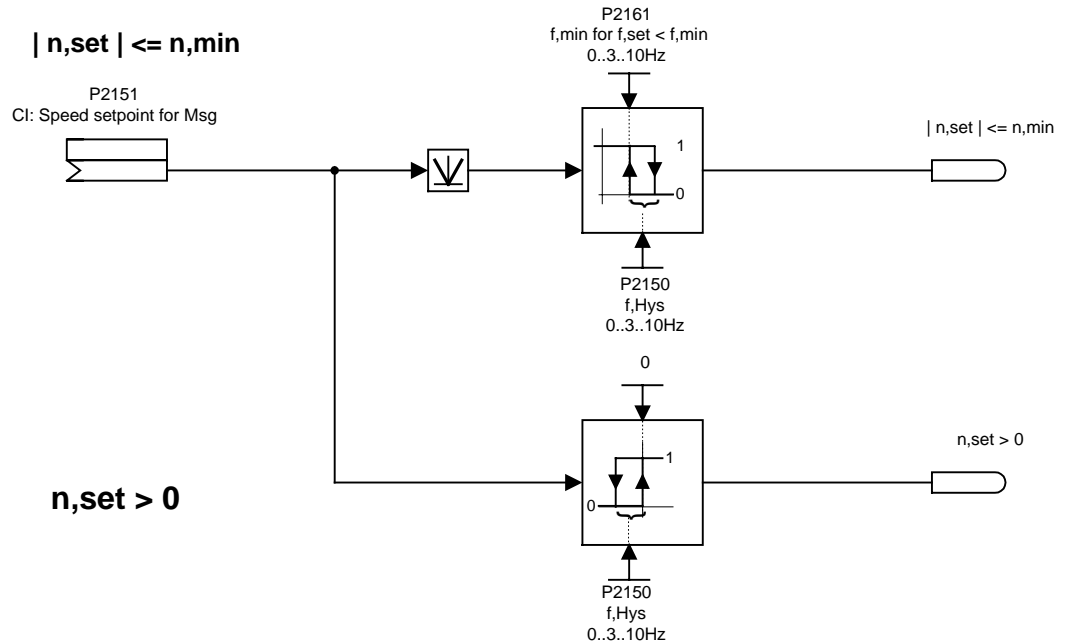 | n,set | <= n,min
P2151
CI: Speed setpoint for Msg
P2161
f,min for f,set < f,min
0..3..10Hz
1
0
P2150
f,Hys
0..3..10Hz
| n,set | <= n,min
n,set > 0
0
1
0
P2150
f,Hys
0..3..10Hz
n,set > 0